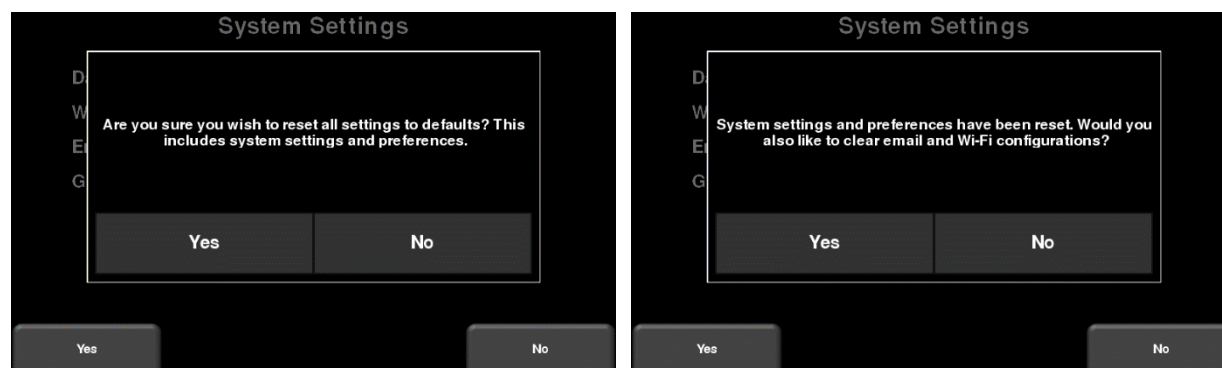 System Settings
Da
W
Are you sure you wish to reset all settings to defaults? This
includes system settings and preferences.
G
Yes
No
Yes
No
System Settings
Da
W
System settings and preferences have been reset. Would you
also like to clear email and Wi-Fi configurations?
G
Yes
No
Yes
No